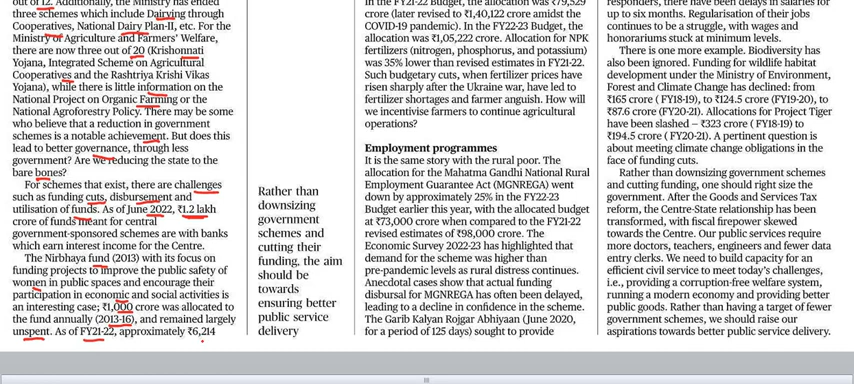 out of 12. Additionally, the Ministry has ended
three schemes which include Dairying through
Cooperatives, National Dairy Plan-II, etc. For the
Ministry of Agriculture and Farmers' Welfare,
there are now three out of 20 (Krishonnati
Yojana, Integrated Scheme on Agricultural
Cooperatives and the Rashtriya Krishi Vikas
Yojana), while there is little information on the
National Project on Organic Farming or the
National Agroforestry Policy. There may be some
who believe that a reduction in government
schemes is a notable achievement. But does this
lead to better governance, through less
government? Are we reducing the state to the
bare bones?
For schemes that exist, there are challenges
such as funding cuts, disbursement and
utilisation of funds. As of June 2022, ₹1.2 lakh
crore of funds meant for central
government-sponsored schemes are with banks
which earn interest income for the Centre.
The Nirbhaya fund (2013) with its focus on
funding projects to improve the public safety of
women in public spaces and encourage their
participation in economic and social activities is
an interesting case; ₹1,000 crore was allocated to
the fund annually (2013-16), and remained largely
unspent. As of FY21-22, approximately ₹6,214
Rather than
downsizing
government
schemes and
cutting their
funding, the aim
should be
towards
ensuring better
public service
delivery
In the FY21-22 Budget, the allocation was ₹79,529
crore (later revised to ₹1,40,122 crore amidst the
COVID-19 pandemic). In the FY22-23 Budget, the
allocation was ₹1,05,222 crore. Allocation for NPK
fertilizers (nitrogen, phosphorus, and potassium)
was 35% lower than revised estimates in FY21-22.
Such budgetary cuts, when fertilizer prices have
risen sharply after the Ukraine war, have led to
fertilizer shortages and farmer anguish. How will
we incentivise farmers to continue agricultural
operations?
Employment programmes
It is the same story with the rural poor. The
allocation for the Mahatma Gandhi National Rural
Employment Guarantee Act (MGNREGA) went
down by approximately 25% in the FY22-23
Budget earlier this year, with the allocated budget
at ₹73,000 crore when compared to the FY21-22
revised estimates of ₹98,000 crore. The
Economic Survey 2022-23 has highlighted that
demand for the scheme was higher than
pre-pandemic levels as rural distress continues.
Anecdotal cases show that actual funding
disbursal for MGNREGA has often been delayed,
leading to a decline in confidence in the scheme.
The Garib Kalyan Rojgar Abhiyaan (June 2020,
for a period of 125 days) sought to provide
responders, there have been delays in salaries for
up to six months. Regularisation of their jobs
continues to be a struggle, with wages and
honorariums stuck at minimum levels.
There is one more example. Biodiversity has
also been ignored. Funding for wildlife habitat
development under the Ministry of Environment,
Forest and Climate Change has declined: from
₹165 crore ( FY18-19), to ₹124.5 crore (FY19-20), to
₹87.6 crore (FY20-21). Allocations for Project Tiger
have been slashed – ₹323 crore ( FY18-19) to
₹194.5 crore ( FY20-21). A pertinent question is
about meeting climate change obligations in the
face of funding cuts.
Rather than downsizing government schemes
and cutting funding, one should right size the
government. After the Goods and Services Tax
reform, the Centre-State relationship has been
transformed, with fiscal firepower skewed
towards the Centre. Our public services require
more doctors, teachers, engineers and fewer data
entry clerks. We need to build capacity for an
efficient civil service to meet today's challenges,
i.e., providing a corruption-free welfare system,
running a modern economy and providing better
public goods. Rather than having a target of fewer
government schemes, we should raise our
aspirations towards better public service delivery.